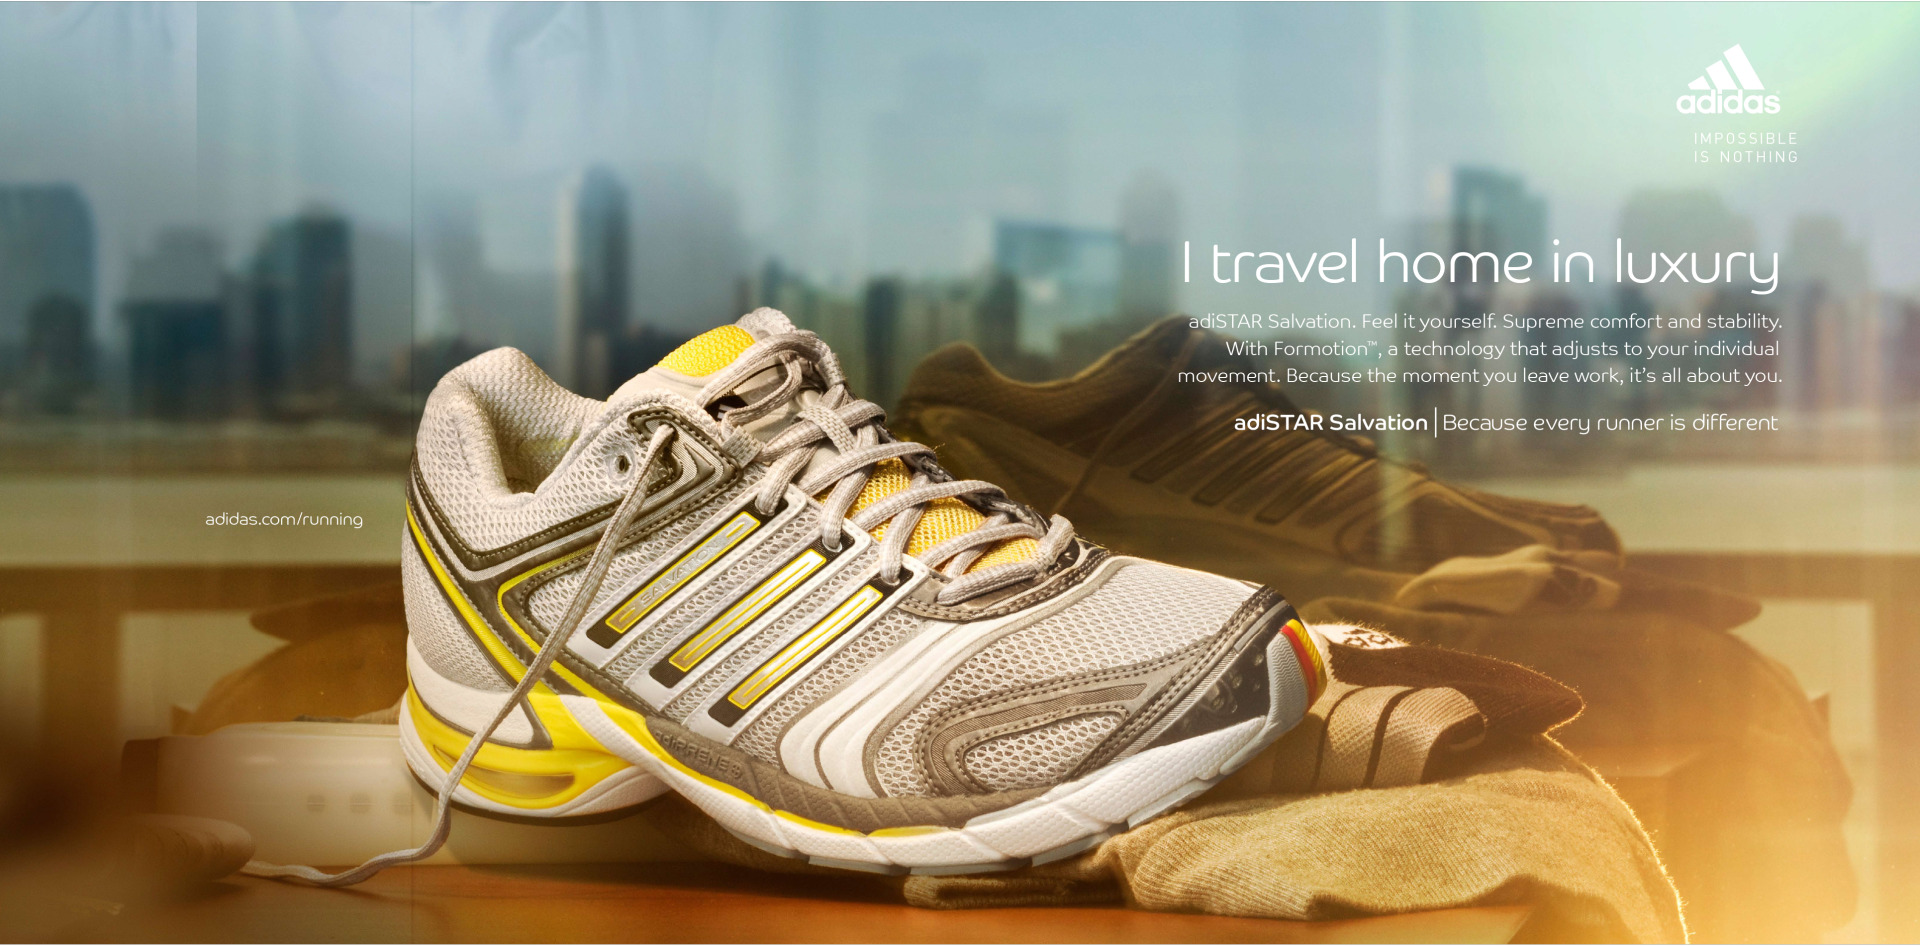 adidas
IMPOSSIBLE
IS NOTHING
I travel home in luxury
adiSTAR Salvation. Feel it yourself. Supreme comfort and stability.
With Formotion™, a technology that adjusts to your individual
movement. Because the moment you leave work, it's all about you.
adiSTAR Salvation | Because every runner is different
adidas.com/running
SALVATION